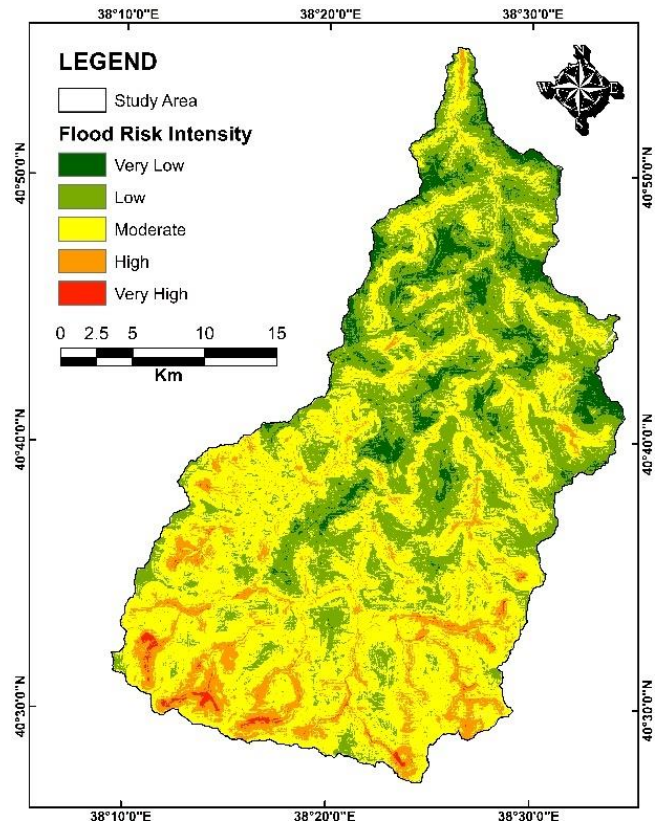 38°10'0"E 38°20'0"E 38°30'0"E
LEGEND
Study Area
Flood Risk Intensity
Very Low
Low
Moderate
High
Very High
0 2.5 5 10 15
Km
N
W E
S
40°50'0"N 40°50'0"N
40°40'0"N 40°40'0"N
40°30'0"N 40°30'0"N
38°10'0"E 38°20'0"E 38°30'0"E